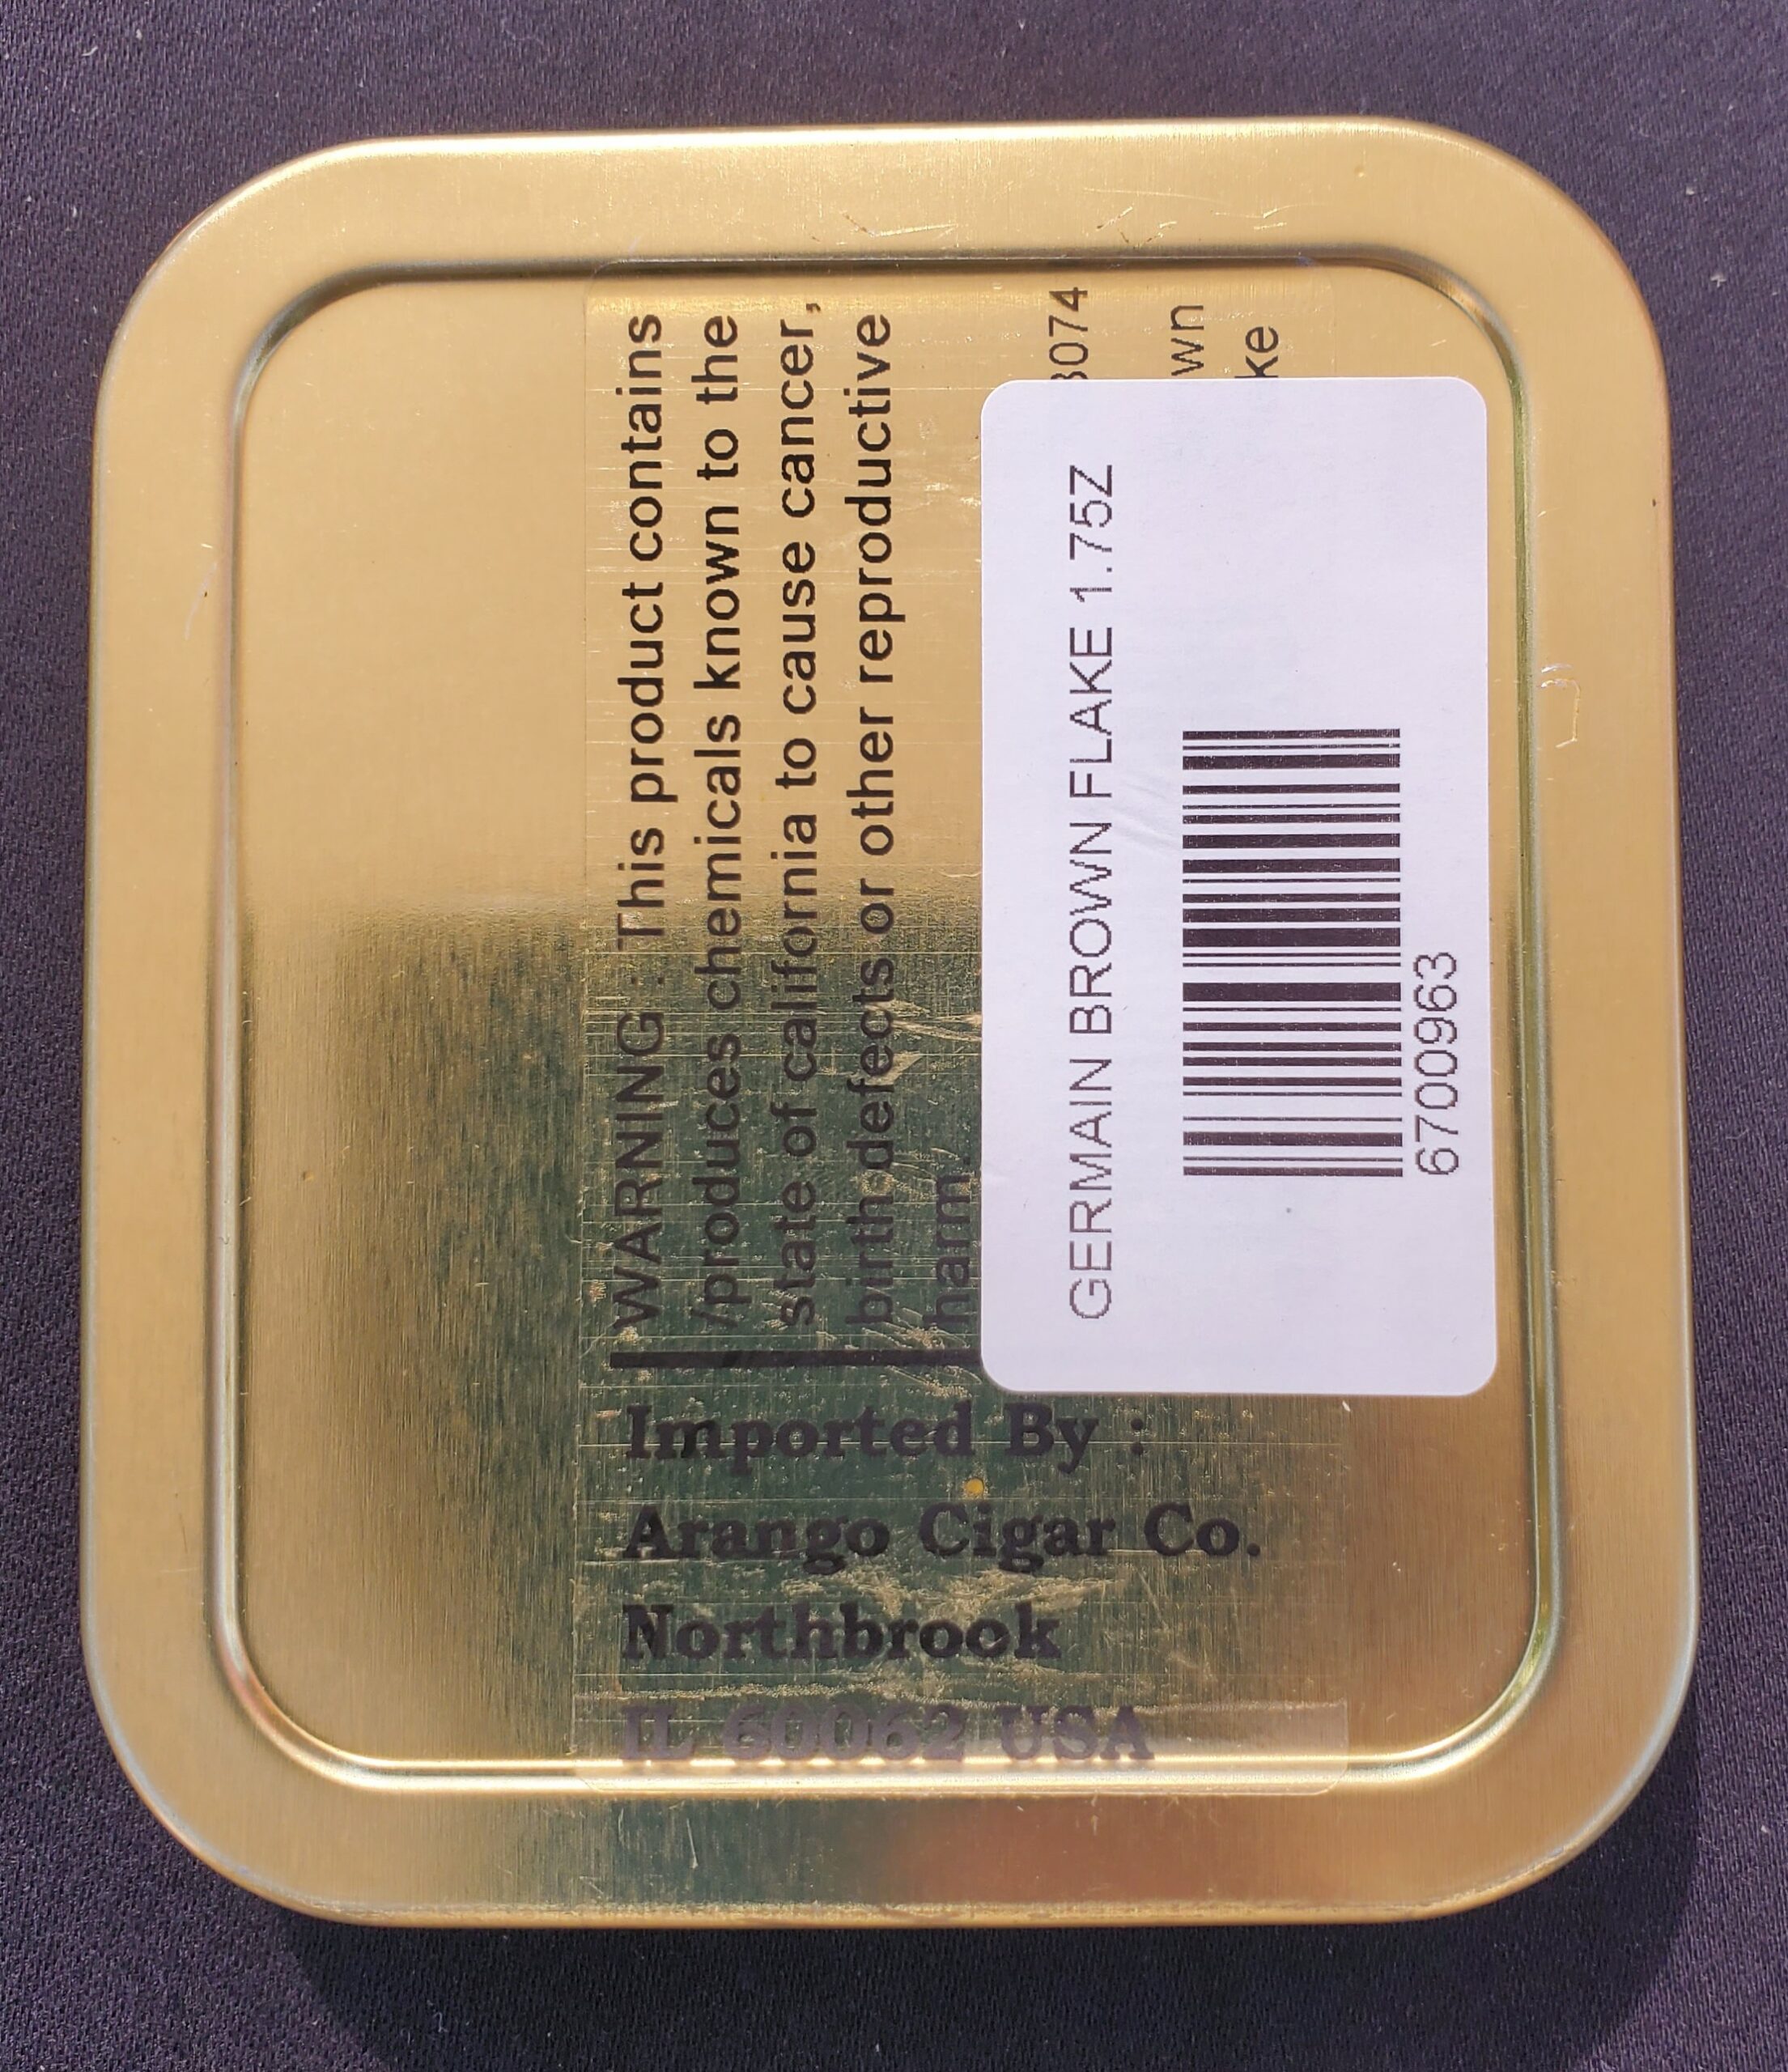 WARNING : This product contains
/produces chemicals known to the
state of california to cause cancer,
birth defects or other reproductive
harm
Imported By :
Arango Cigar Co.
Northbrook
IL 60062 USA
GERMAIN BROWN FLAKE 1.75Z
6700963